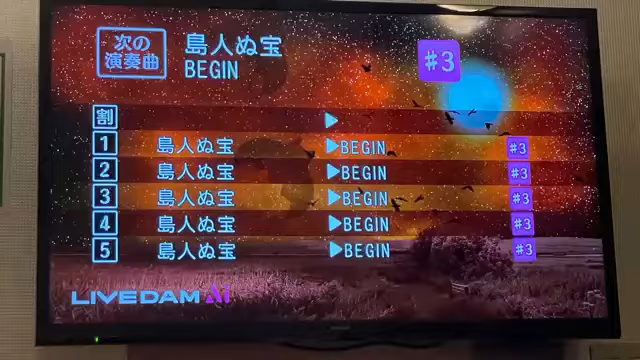 次の
演奏曲
島人ぬ宝
BEGIN
#3
割 ▶
1 島人ぬ宝 ▶BEGIN #3
2 島人ぬ宝 ▶BEGIN #3
3 島人ぬ宝 ▶BEGIN #3
4 島人ぬ宝 ▶BEGIN #3
5 島人ぬ宝 ▶BEGIN #3
LIVEDAM Ai